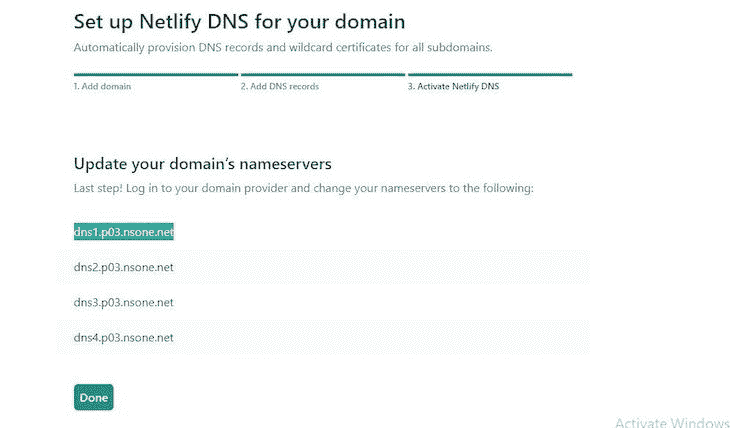 Set up Netlify DNS for your domain
Automatically provision DNS records and wildcard certificates for all subdomains.
1. Add domain
2. Add DNS records
3. Activate Netlify DNS
Update your domain's nameservers
Last step! Log in to your domain provider and change your nameservers to the following:
dns1.p03.nsone.net
dns2.p03.nsone.net
dns3.p03.nsone.net
dns4.p03.nsone.net
Done
Activate Windows